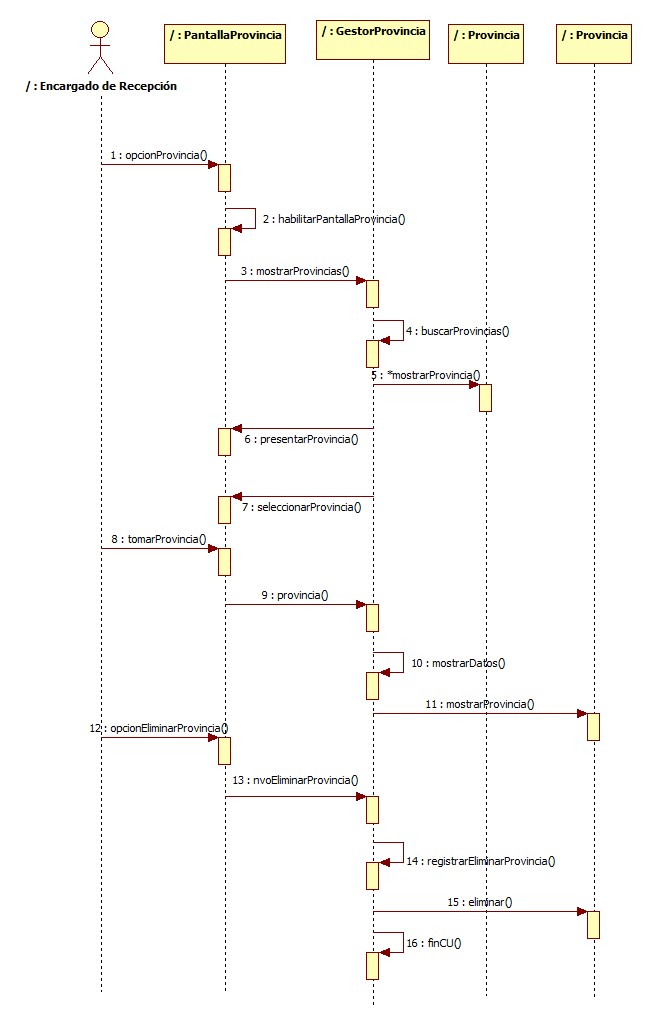 / : PantallaProvincia
/ : GestorProvincia
/ : Provincia
/ : Provincia
/ : Encargado de Recepción
1 : opcionProvincia()
2 : habilitarPantallaProvincia()
3 : mostrarProvincias()
4 : buscarProvincias()
5 : *mostrarProvincia()
6 : presentarProvincia()
7 : seleccionarProvincia()
8 : tomarProvincia()
9 : provincia()
10 : mostrarDatos()
11 : mostrarProvincia()
12 : opcionEliminarProvincia()
13 : nvoEliminarProvincia()
14 : registrarEliminarProvincia()
15 : eliminar()
16 : finCU()